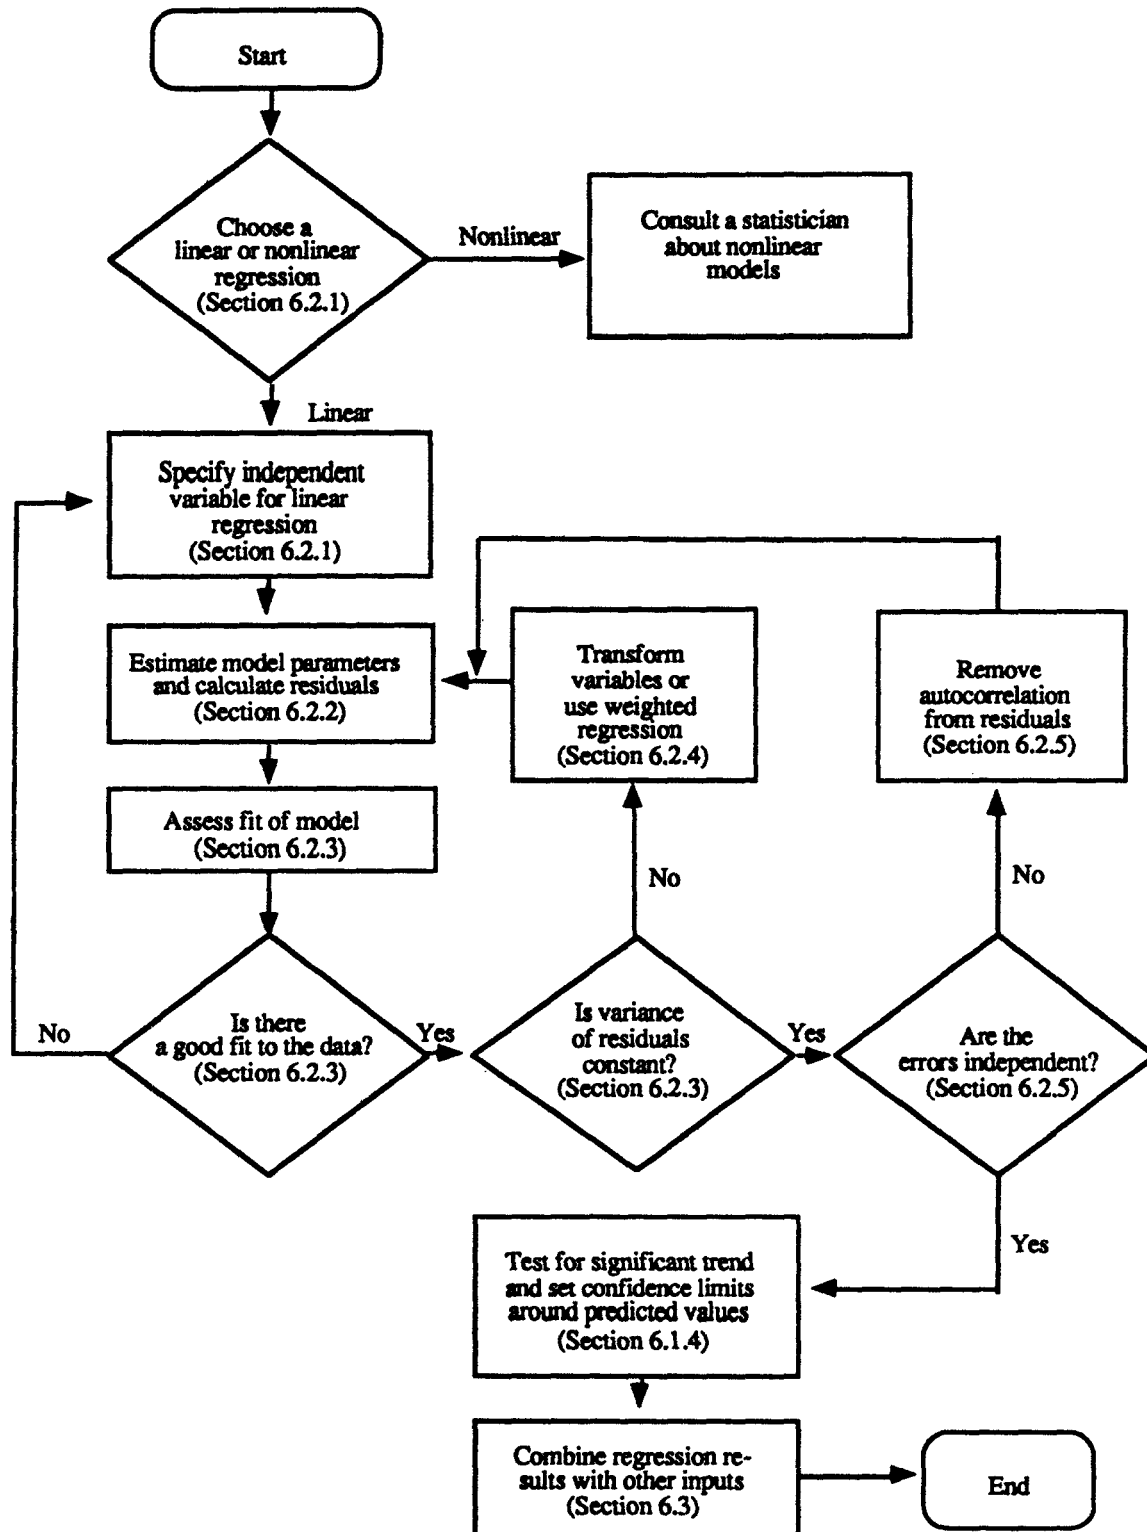 Start
Choose a
linear or nonlinear
regression
(Section 6.2.1)
Nonlinear
Consult a statistician
about nonlinear
models
Linear
Specify independent
variable for linear
regression
(Section 6.2.1)
Estimate model parameters
and calculate residuals
(Section 6.2.2)
Transform
variables or
use weighted
regression
(Section 6.2.4)
Remove
autocorrelation
from residuals
(Section 6.2.5)
Assess fit of model
(Section 6.2.3)
No
No
No
Is there
a good fit to the data?
(Section 6.2.3)
Yes
Is variance
of residuals
constant?
(Section 6.2.3)
Yes
Are the
errors independent?
(Section 6.2.5)
Yes
Test for significant trend
and set confidence limits
around predicted values
(Section 6.1.4)
Combine regression re-
sults with other inputs
(Section 6.3)
End